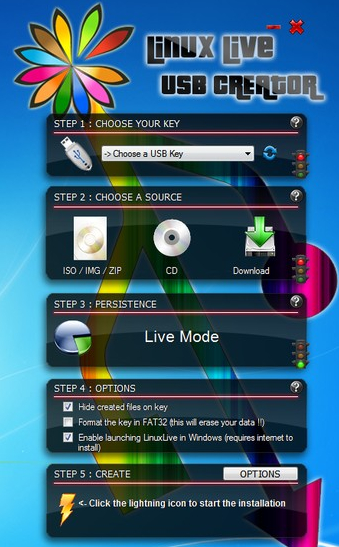 Linux Live
USB Creator
STEP 1 : CHOOSE YOUR KEY
?
-> Choose a USB Key
STEP 2 : CHOOSE A SOURCE
?
ISO / IMG / ZIP
CD
Download
STEP 3 : PERSISTENCE
?
Live Mode
STEP 4 : OPTIONS
?
Hide created files on key
Format the key in FAT32 (this will erase your data !!)
Enable launching LinuxLive in Windows (requires internet to
install)
STEP 5 : CREATE
OPTIONS
<- Click the lightning icon to start the installation